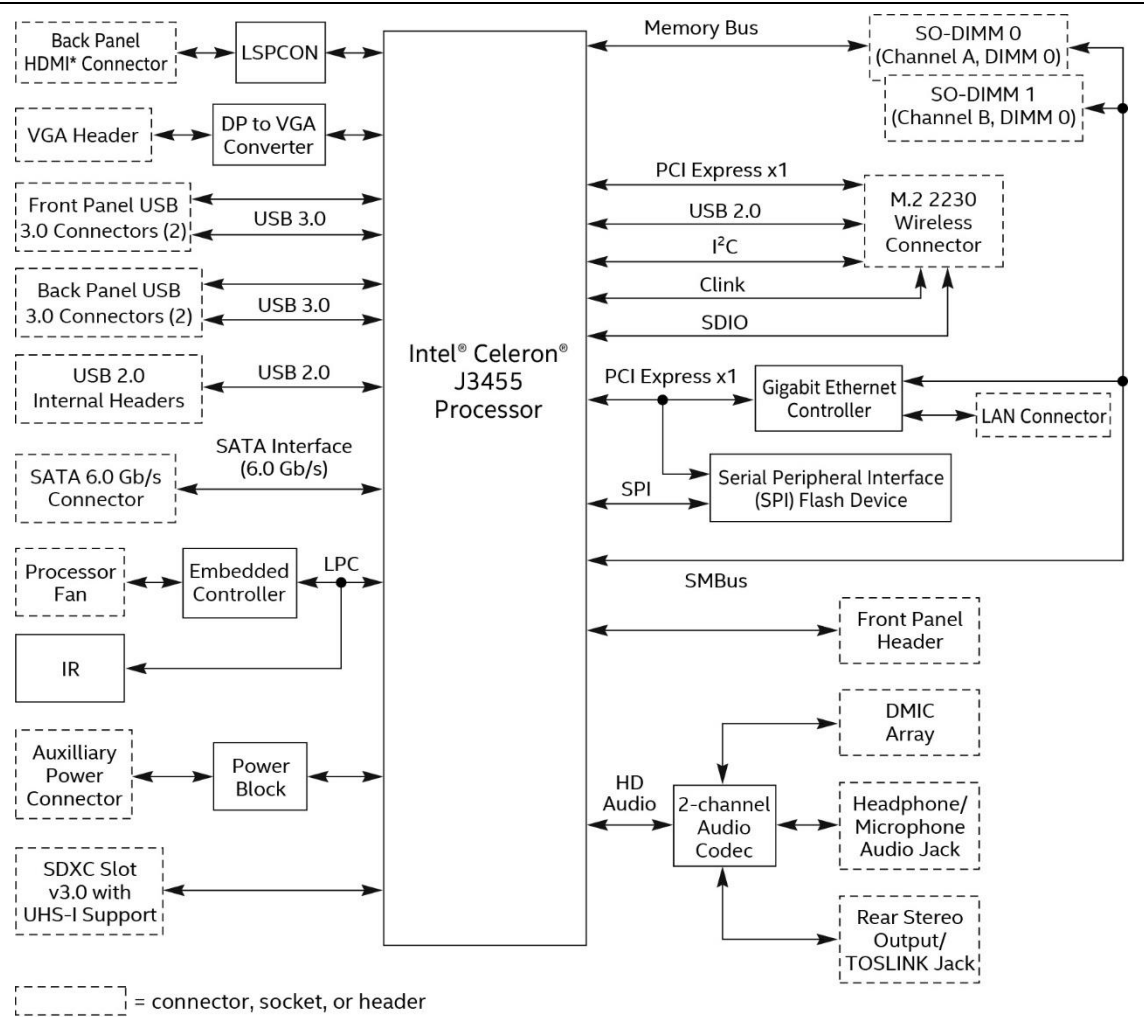 Back Panel
HDMI* Connector
LSPCON
VGA Header
DP to VGA
Converter
Front Panel USB
3.0 Connectors (2)
USB 3.0
Back Panel USB
3.0 Connectors (2)
USB 3.0
USB 2.0
Internal Headers
USB 2.0
SATA 6.0 Gb/s
Connector
SATA Interface
(6.0 Gb/s)
Processor
Fan
Embedded
Controller
LPC
IR
Auxilliary
Power
Connector
Power
Block
SDXC Slot
v3.0 with
UHS-I Support
Intel® Celeron®
J3455
Processor
Memory Bus
SO-DIMM 0
(Channel A, DIMM 0)
SO-DIMM 1
(Channel B, DIMM 0)
PCI Express x1
USB 2.0
I²C
Clink
SDIO
M.2 2230
Wireless
Connector
PCI Express x1
Gigabit Ethernet
Controller
LAN Connector
SPI
Serial Peripheral Interface
(SPI) Flash Device
SMBus
Front Panel
Header
DMIC
Array
HD
Audio
2-channel
Audio
Codec
Headphone/
Microphone
Audio Jack
Rear Stereo
Output/
TOSLINK Jack
= connector, socket, or header